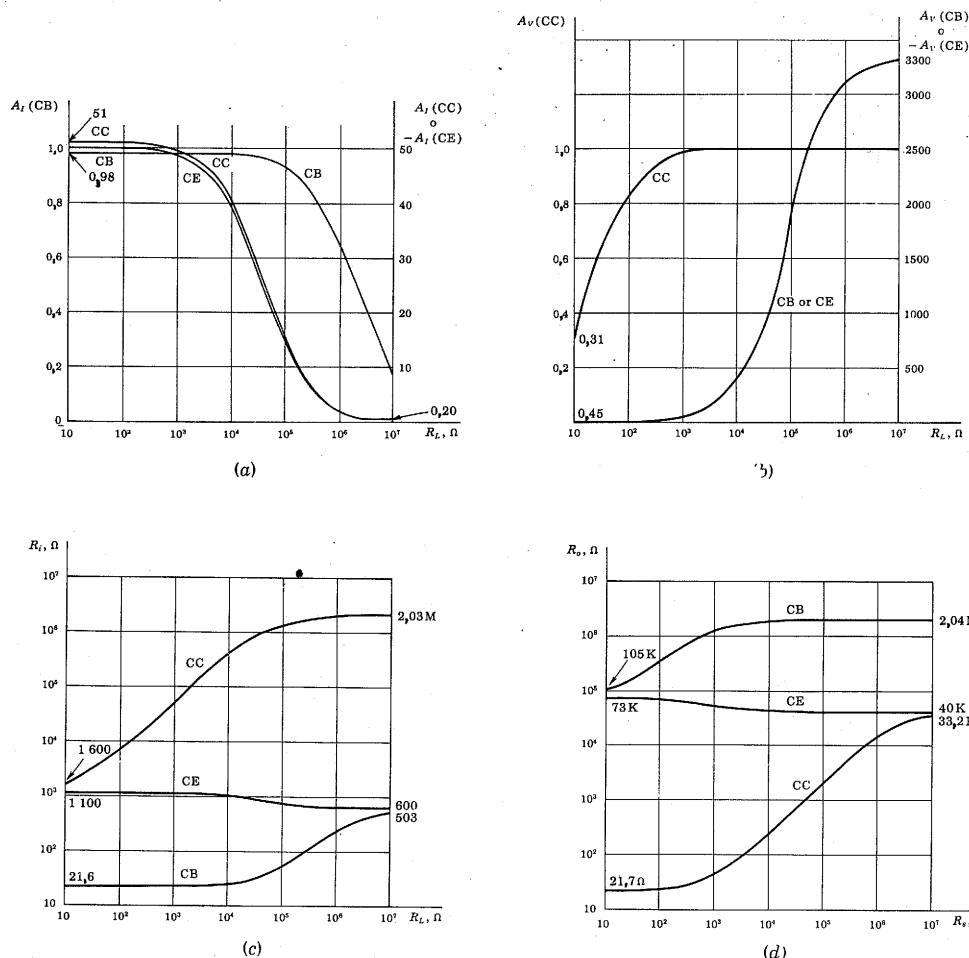 A_I (CB)
A_I (CC)
o
−A_I (CE)
51
CC
CB
CE
CC
CB
0,98
1,0
0,8
0,6
0,4
0,2
0
50
40
30
20
10
0,20
10 10² 10³ 10⁴ 10⁵ 10⁶ 10⁷
R_L, Ω
(a)
A_V (CC)
A_V (CB)
o
−A_V (CE)
1,0
0,8
0,6
0,4
0,2
0,31
0,45
CC
CB or CE
3300
3000
2500
2000
1500
1000
500
10 10² 10³ 10⁴ 10⁵ 10⁶ 10⁷
R_L, Ω
R_i, Ω
10⁷
10⁶
10⁵
10⁴
10³
10²
10
1 600
1 100
21,6
CC
CE
CB
2,03 M
600
503
10 10² 10³ 10⁴ 10⁵ 10⁶ 10⁷
R_L, Ω
(c)
R_o, Ω
10⁷
10⁶
10⁵
10⁴
10³
10²
10
105 K
73 K
21,7 Ω
CB
CE
CC
40 K
10 10² 10³ 10⁴ 10⁵ 10⁶ 10⁷
(d)